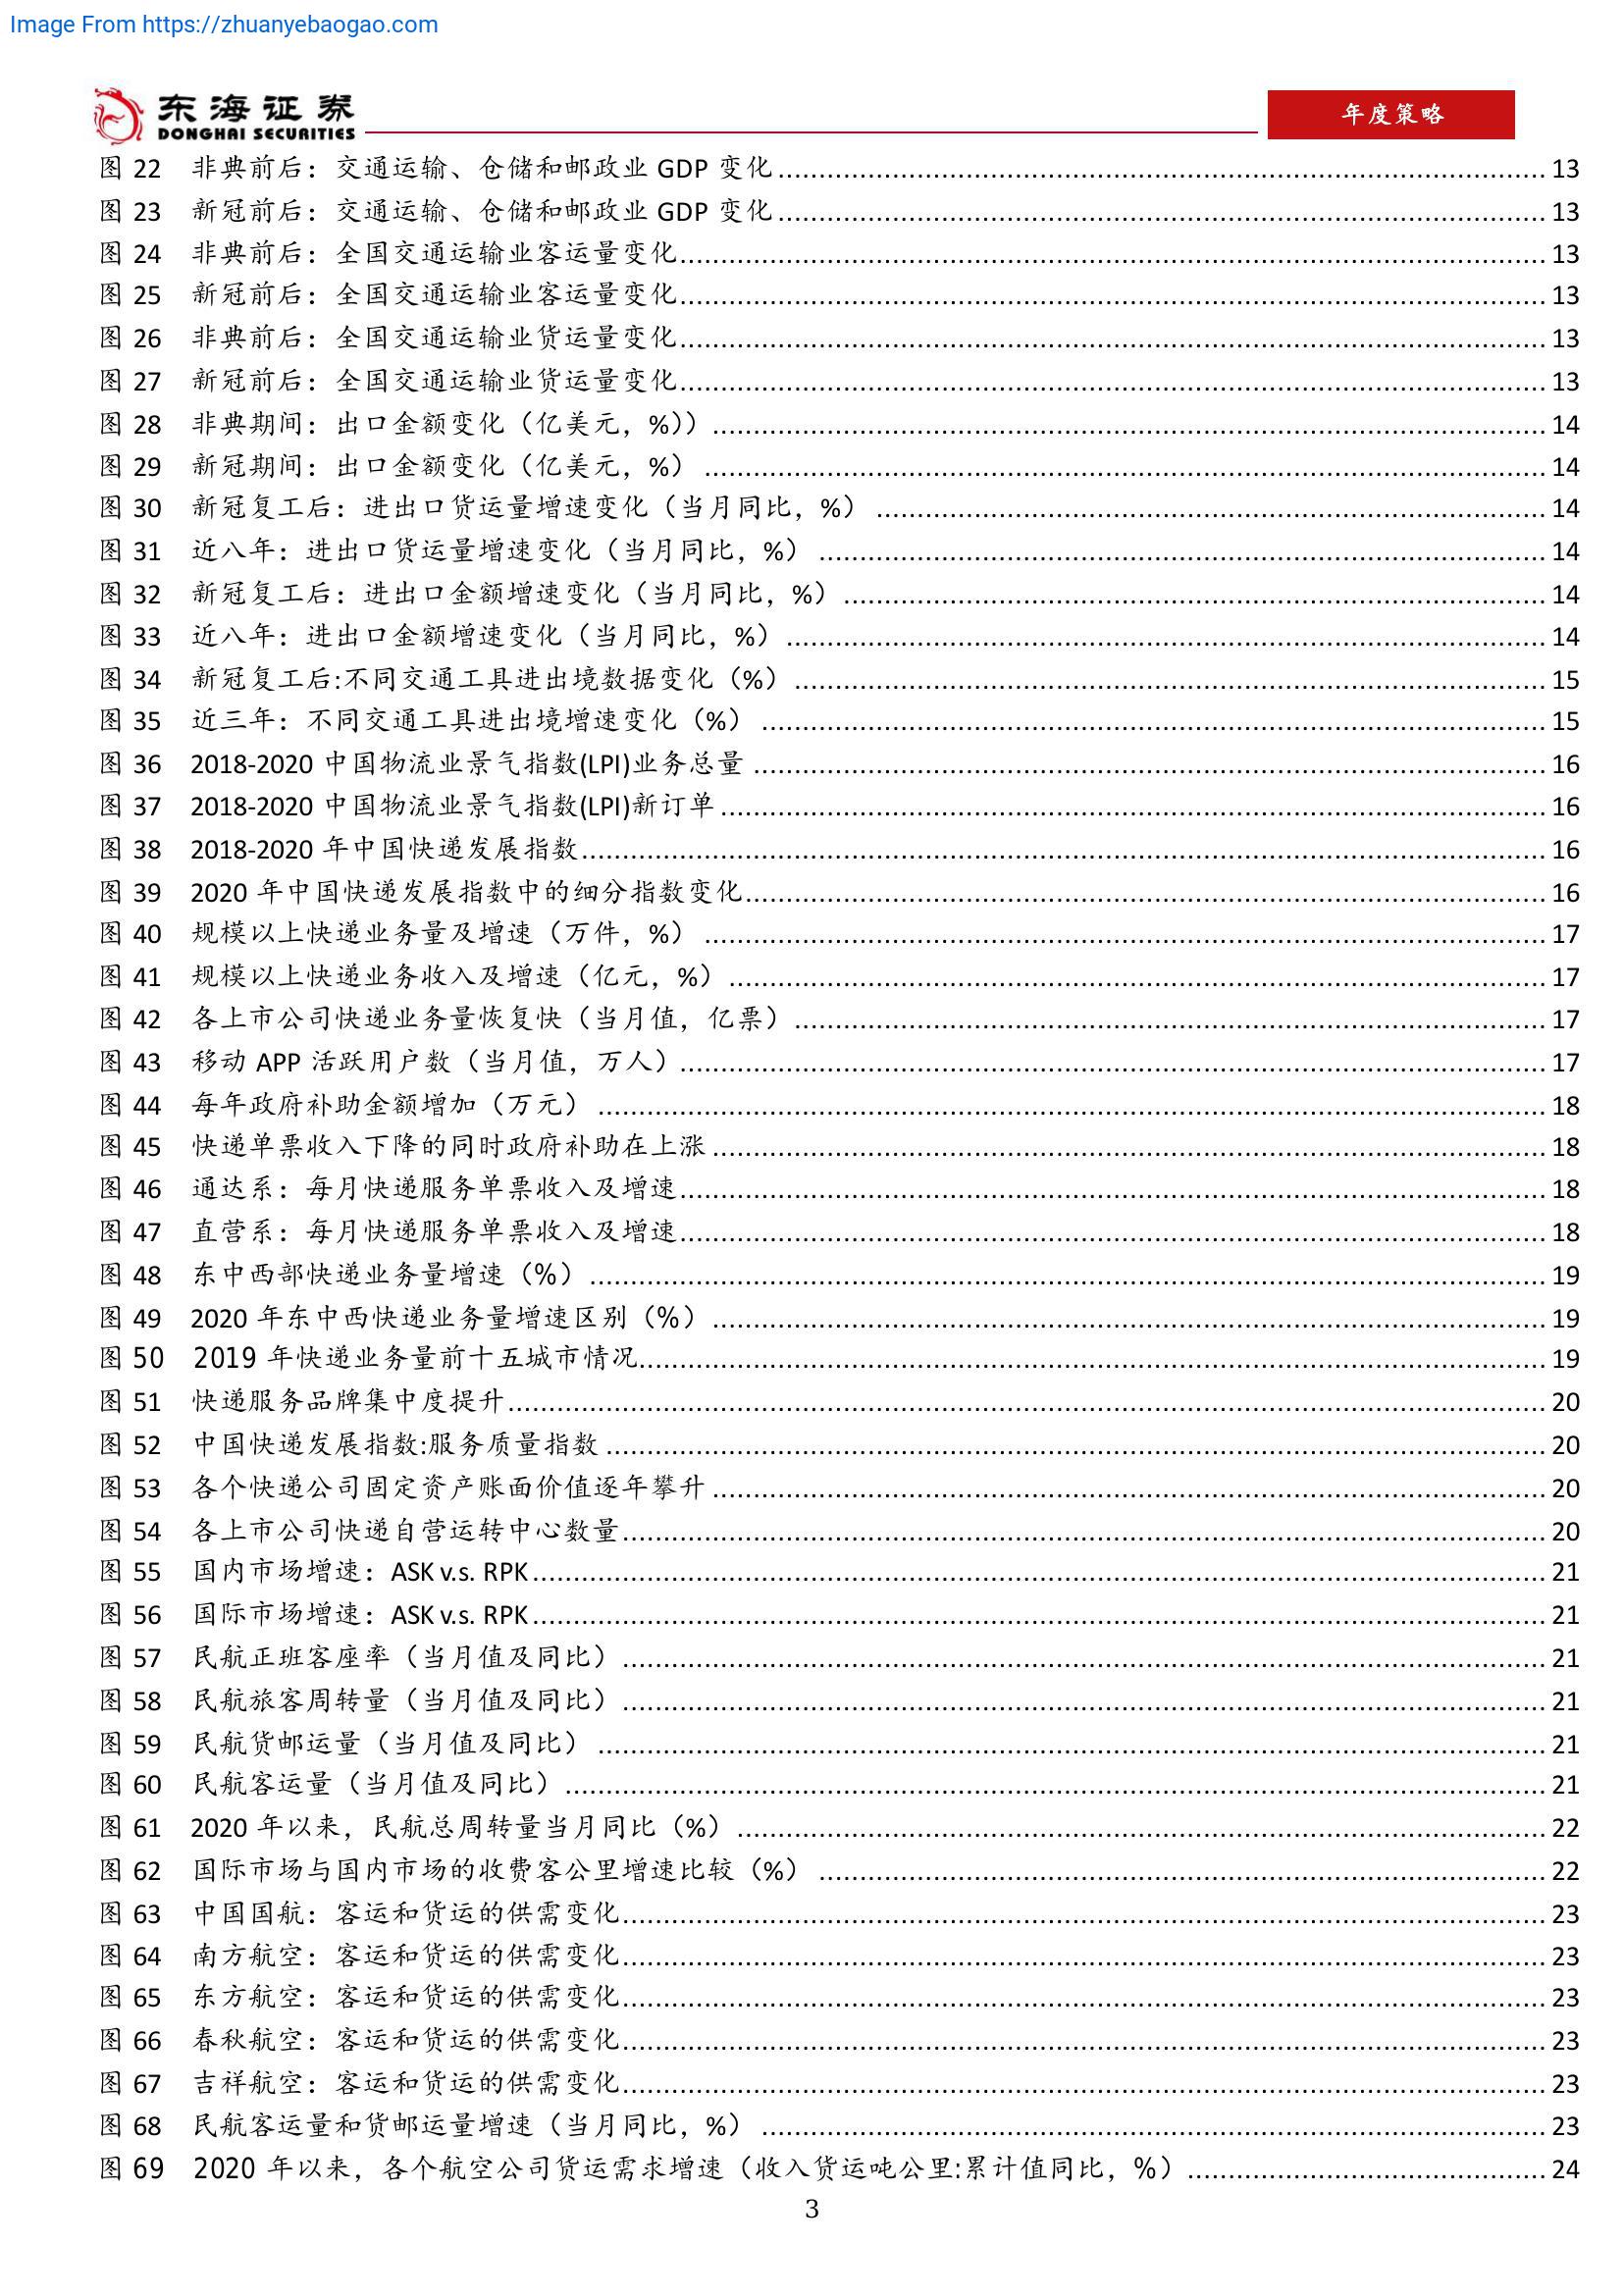 Image From https://zhuanyebaogao.com
东海证券
DONGHAI SECURITIES
年度策略
图 22 非典前后：交通运输、仓储和邮政业 GDP 变化 13
图 23 新冠前后：交通运输、仓储和邮政业 GDP 变化 13
图 24 非典前后：全国交通运输业客运量变化 13
图 25 新冠前后：全国交通运输业客运量变化 13
图 26 非典前后：全国交通运输业货运量变化 13
图 27 新冠前后：全国交通运输业货运量变化 13
图 28 非典期间：出口金额变化（亿美元，%)） 14
图 29 新冠期间：出口金额变化（亿美元，%） 14
图 30 新冠复工后：进出口货运量增速变化（当月同比，%） 14
图 31 近八年：进出口货运量增速变化（当月同比，%） 14
图 32 新冠复工后：进出口金额增速变化（当月同比，%） 14
图 33 近八年：进出口金额增速变化（当月同比，%） 14
图 34 新冠复工后:不同交通工具进出境数据变化（%） 15
图 35 近三年：不同交通工具进出境增速变化（%） 15
图 36 2018-2020 中国物流业景气指数(LPI)业务总量 16
图 37 2018-2020 中国物流业景气指数(LPI)新订单 16
图 38 2018-2020 年中国快递发展指数 16
图 39 2020 年中国快递发展指数中的细分指数变化 16
图 40 规模以上快递业务量及增速（万件，%） 17
图 41 规模以上快递业务收入及增速（亿元，%） 17
图 42 各上市公司快递业务量恢复快（当月值，亿票） 17
图 43 移动 APP 活跃用户数（当月值，万人） 17
图 44 每年政府补助金额增加（万元） 18
图 45 快递单票收入下降的同时政府补助在上涨 18
图 46 通达系：每月快递服务单票收入及增速 18
图 47 直营系：每月快递服务单票收入及增速 18
图 48 东中西部快递业务量增速（%） 19
图 49 2020 年东中西快递业务量增速区别（%） 19
图 50 2019 年快递业务量前十五城市情况 19
图 51 快递服务品牌集中度提升 20
图 52 中国快递发展指数:服务质量指数 20
图 53 各个快递公司固定资产账面价值逐年攀升 20
图 54 各上市公司快递自营运转中心数量 20
图 55 国内市场增速：ASK v.s. RPK 21
图 56 国际市场增速：ASK v.s. RPK 21
图 57 民航正班客座率（当月值及同比） 21
图 58 民航旅客周转量（当月值及同比） 21
图 59 民航货邮运量（当月值及同比） 21
图 60 民航客运量（当月值及同比） 21
图 61 2020 年以来，民航总周转量当月同比（%） 22
图 62 国际市场与国内市场的收费客公里增速比较（%） 22
图 63 中国国航：客运和货运的供需变化 23
图 64 南方航空：客运和货运的供需变化 23
图 65 东方航空：客运和货运的供需变化 23
图 66 春秋航空：客运和货运的供需变化 23
图 67 吉祥航空：客运和货运的供需变化 23
图 68 民航客运量和货邮运量增速（当月同比，%） 23
图 69 2020 年以来，各个航空公司货运需求增速（收入货运吨公里:累计值同比，%） 24
3